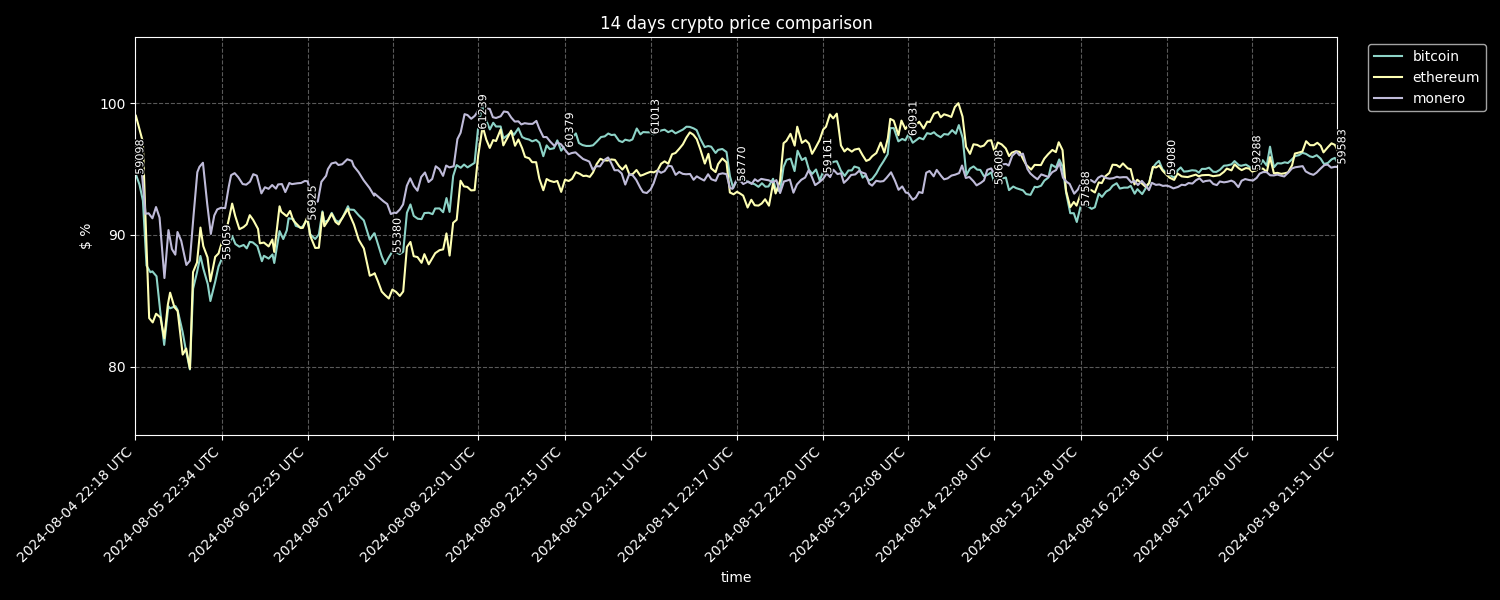 14 days crypto price comparison
bitcoin
ethereum
monero
$ %
100
90
80
59098
55059
56925
55380
61239
60379
61013
58770
59161
60931
58608
57588
59080
59288
59583
2024-08-04 22:18 UTC
2024-08-05 22:34 UTC
2024-08-06 22:25 UTC
2024-08-07 22:08 UTC
2024-08-08 22:01 UTC
2024-08-09 22:15 UTC
2024-08-10 22:11 UTC
2024-08-11 22:17 UTC
2024-08-12 22:20 UTC
2024-08-13 22:08 UTC
2024-08-14 22:08 UTC
2024-08-15 22:18 UTC
2024-08-16 22:18 UTC
2024-08-17 22:06 UTC
2024-08-18 21:51 UTC
time